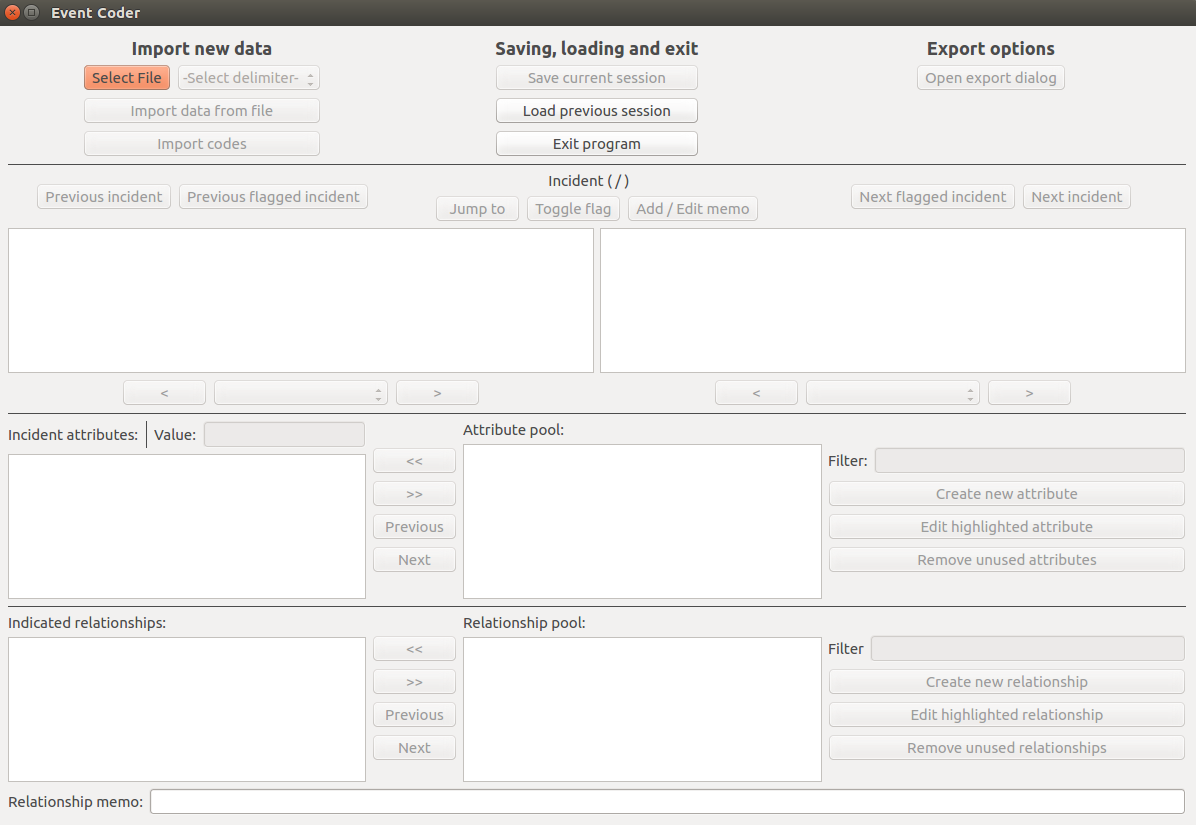 Event Coder
Import new data
Saving, loading and exit
Export options
Select File
-Select delimiter-
Save current session
Open export dialog
Import data from file
Load previous session
Import codes
Exit program
Incident ( / )
Previous incident
Previous flagged incident
Jump to
Toggle flag
Add / Edit memo
Next flagged incident
Next incident
<
>
<
>
Incident attributes:
Value:
Attribute pool:
<<
>>
Previous
Next
Filter:
Create new attribute
Edit highlighted attribute
Remove unused attributes
Indicated relationships:
Relationship pool:
<<
>>
Previous
Next
Filter
Create new relationship
Edit highlighted relationship
Remove unused relationships
Relationship memo: